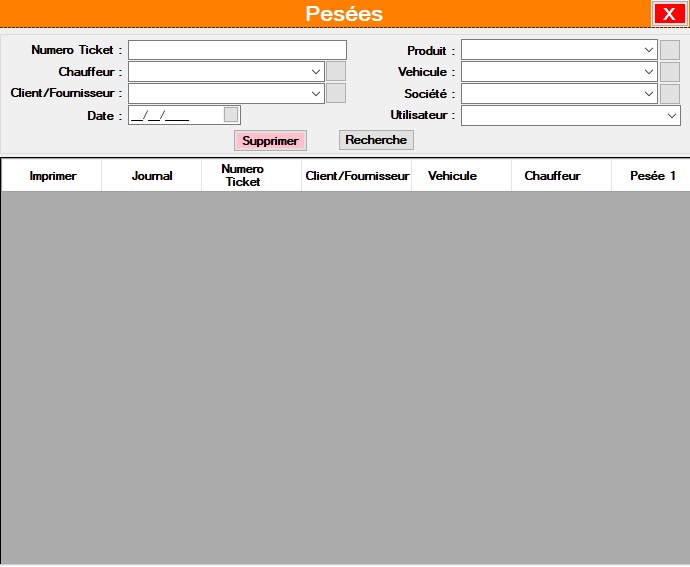 Pesées
X
Numero Ticket :
Produit :
Chauffeur :
Vehicule :
Client/Fournisseur :
Société :
Date : __/__/____
Utilisateur :
Supprimer
Recherche
Imprimer
Journal
Numero
Ticket
Client/Fournisseur
Vehicule
Chauffeur
Pesée 1